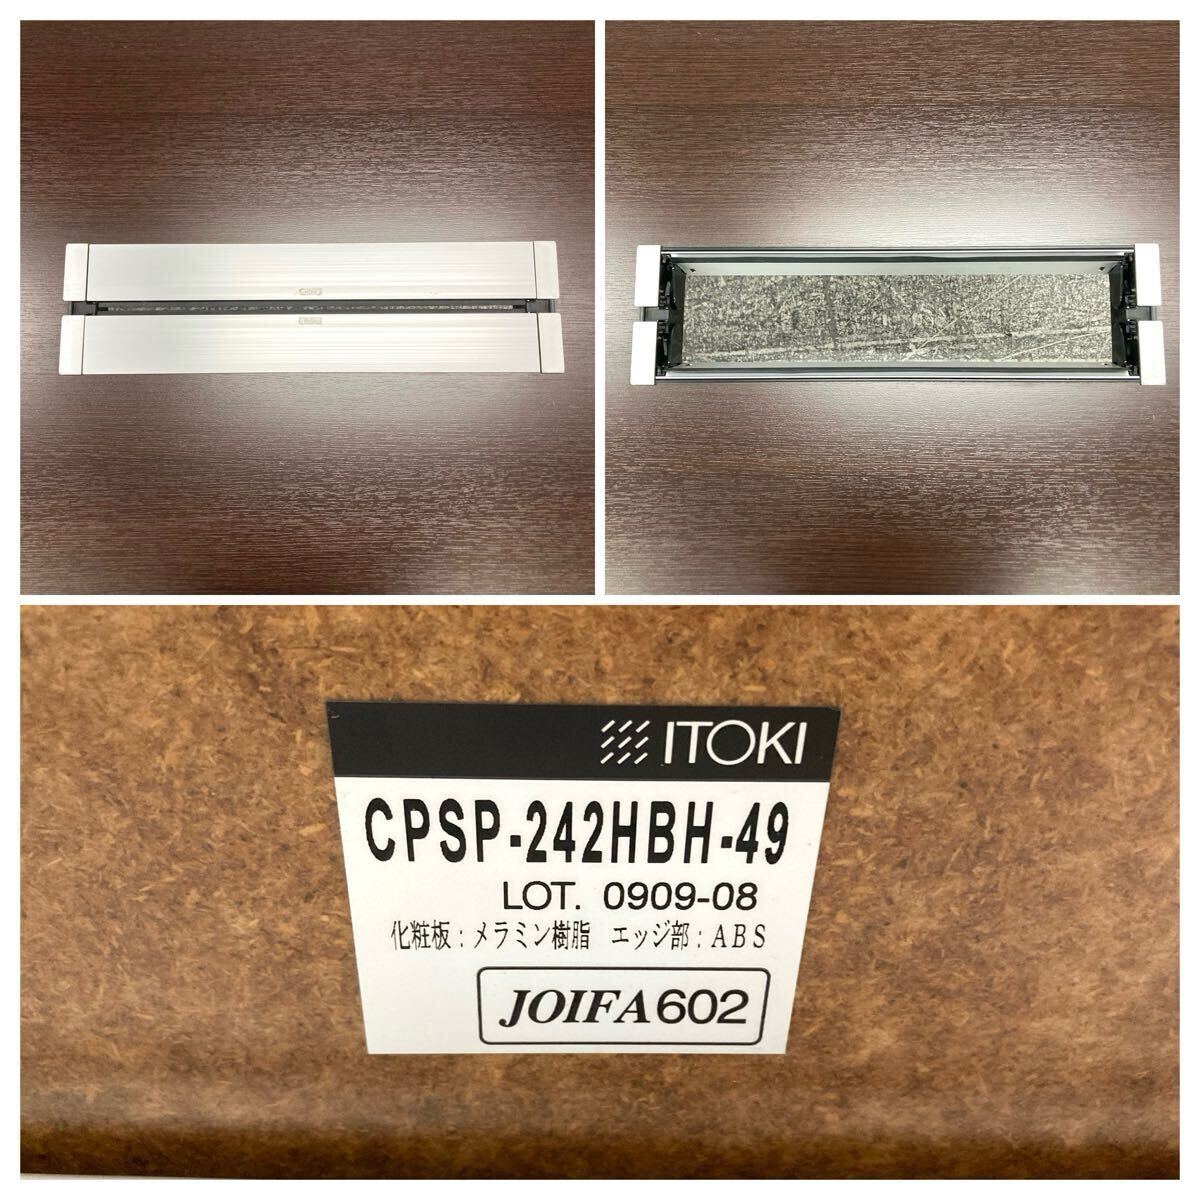 ITOKI
CPSP-242HBH-49
LOT. 0909-08
化粧板：メラミン樹脂 エッジ部：ABS
JOIFA602